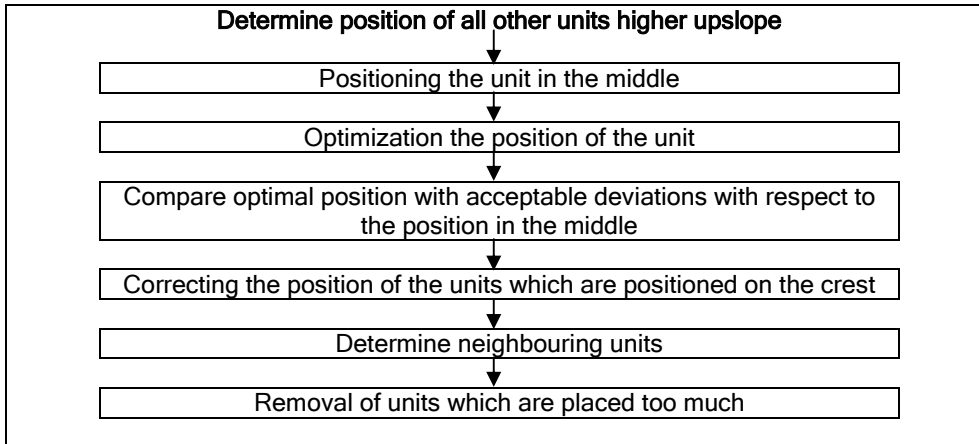 Determine position of all other units higher upslope
Positioning the unit in the middle
Optimization the position of the unit
Compare optimal position with acceptable deviations with respect to
the position in the middle
Correcting the position of the units which are positioned on the crest
Determine neighbouring units
Removal of units which are placed too much